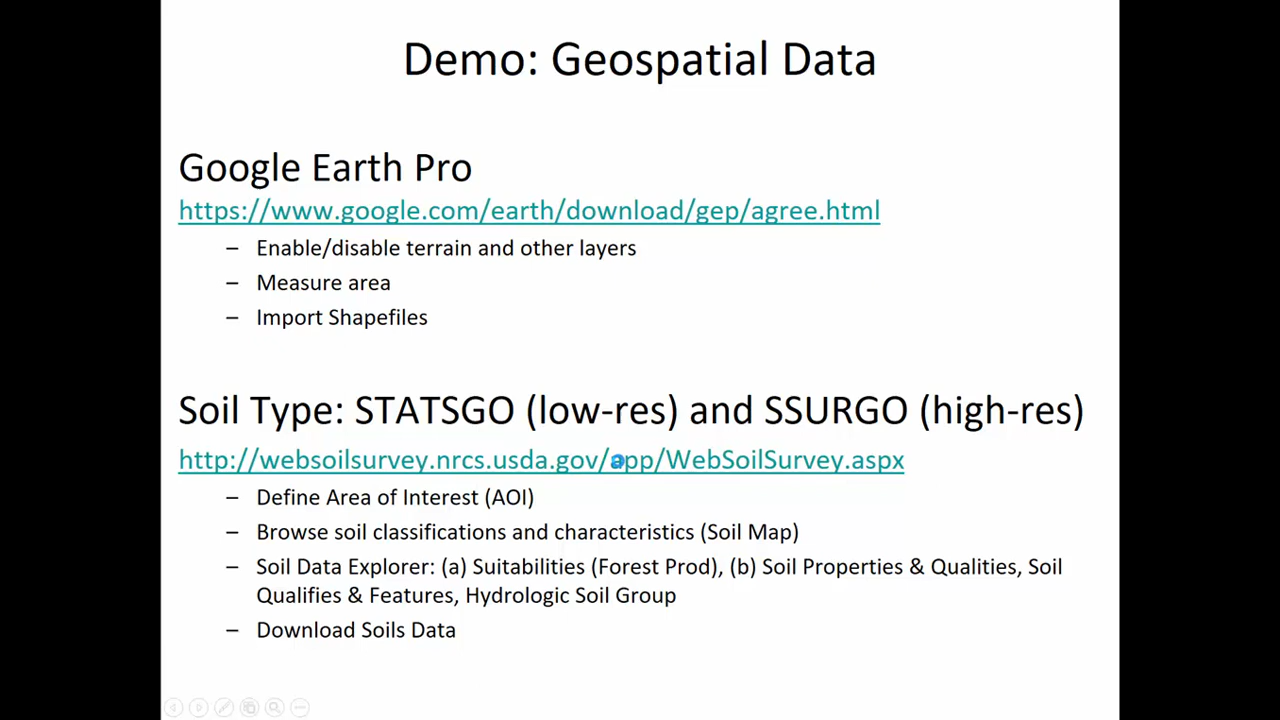 Demo: Geospatial Data
Google Earth Pro
https://www.google.com/earth/download/gep/agree.html
– Enable/disable terrain and other layers
– Measure area
– Import Shapefiles
Soil Type: STATSGO (low-res) and SSURGO (high-res)
http://websoilsurvey.nrcs.usda.gov/app/WebSoilSurvey.aspx
– Define Area of Interest (AOI)
– Browse soil classifications and characteristics (Soil Map)
– Soil Data Explorer: (a) Suitabilities (Forest Prod), (b) Soil Properties & Qualities, Soil
Qualifies & Features, Hydrologic Soil Group
– Download Soils Data